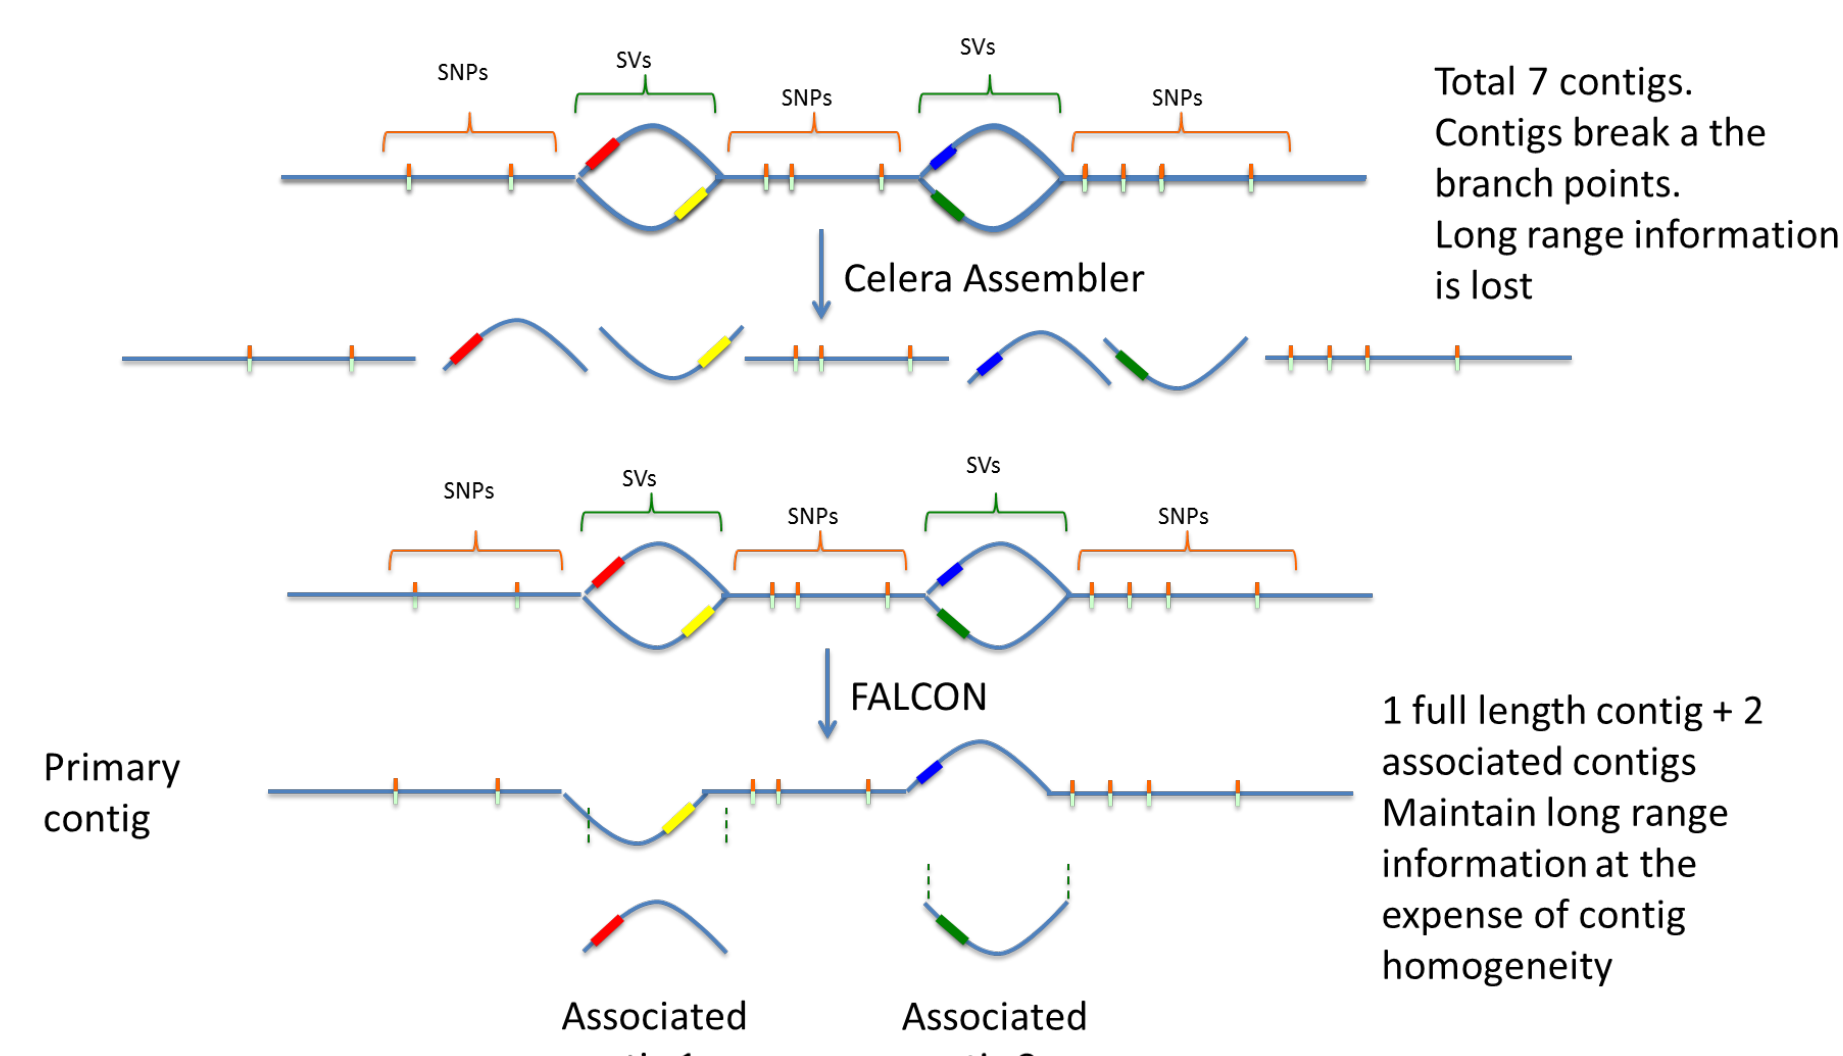 SNPs
SVs
SNPs
SVs
SNPs
Total 7 contigs.
Contigs break a the
branch points.
Long range information
is lost
Celera Assembler
SNPs
SVs
SNPs
SVs
SNPs
FALCON
Primary
contig
1 full length contig + 2
associated contigs
Maintain long range
information at the
expense of contig
homogeneity
Associated
Associated